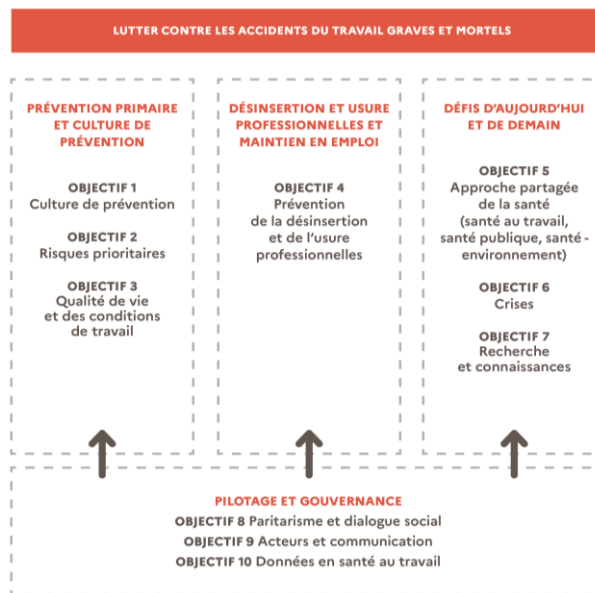 LUTTER CONTRE LES ACCIDENTS DU TRAVAIL GRAVES ET MORTELS
PRÉVENTION PRIMAIRE
ET CULTURE DE
PRÉVENTION
OBJECTIF 1
Culture de prévention
OBJECTIF 2
Risques prioritaires
OBJECTIF 3
Qualité de vie
et des conditions
de travail
DÉSINSERTION ET USURE
PROFESSIONNELLES ET
MAINTIEN EN EMPLOI
OBJECTIF 4
Prévention
de la désinsertion
et de l'usure
professionnelles
DÉFIS D'AUJOURD'HUI
ET DE DEMAIN
OBJECTIF 5
Approche partagée
de la santé
(santé au travail,
santé publique, santé -
environnement)
OBJECTIF 6
Crises
OBJECTIF 7
Recherche
et connaissances
PILOTAGE ET GOUVERNANCE
OBJECTIF 8 Paritarisme et dialogue social
OBJECTIF 9 Acteurs et communication
OBJECTIF 10 Données en santé au travail